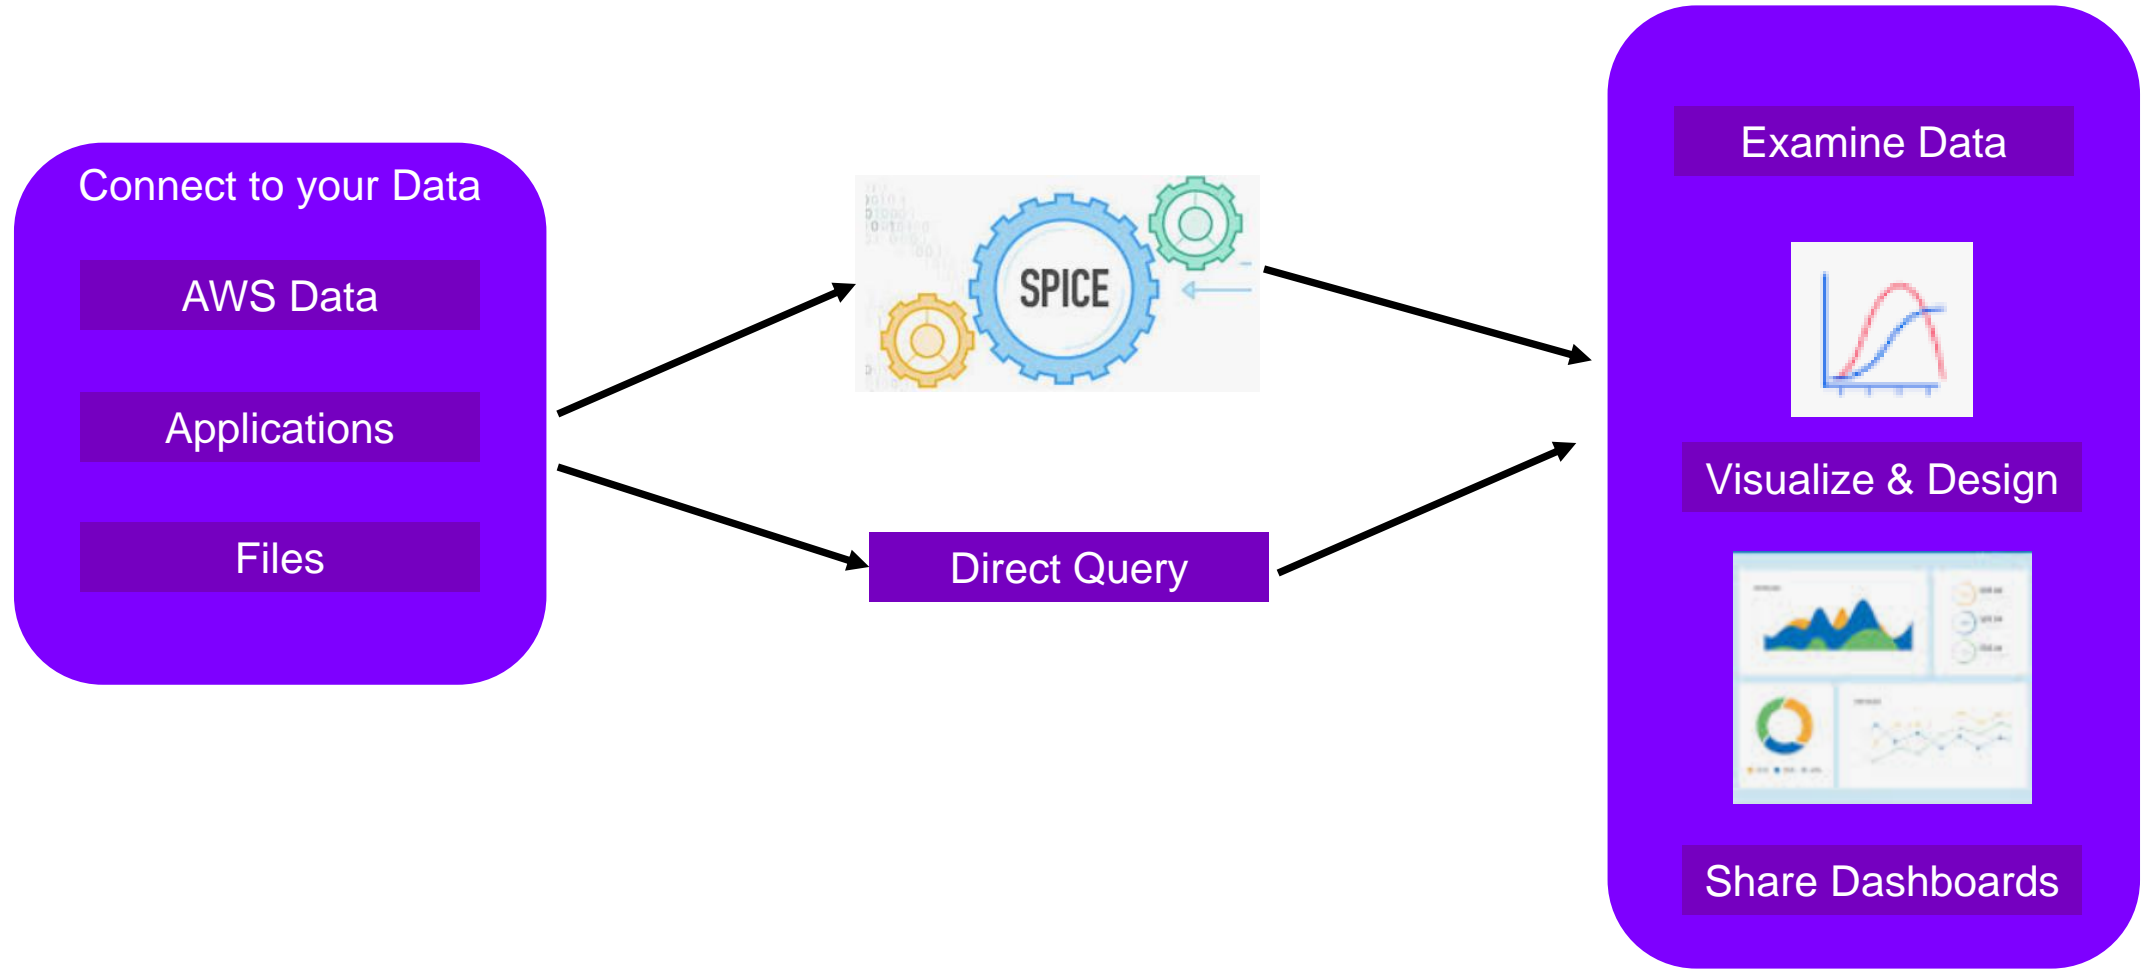 Connect to your Data
AWS Data
Applications
Files
SPICE
Direct Query
Examine Data
Visualize & Design
Share Dashboards